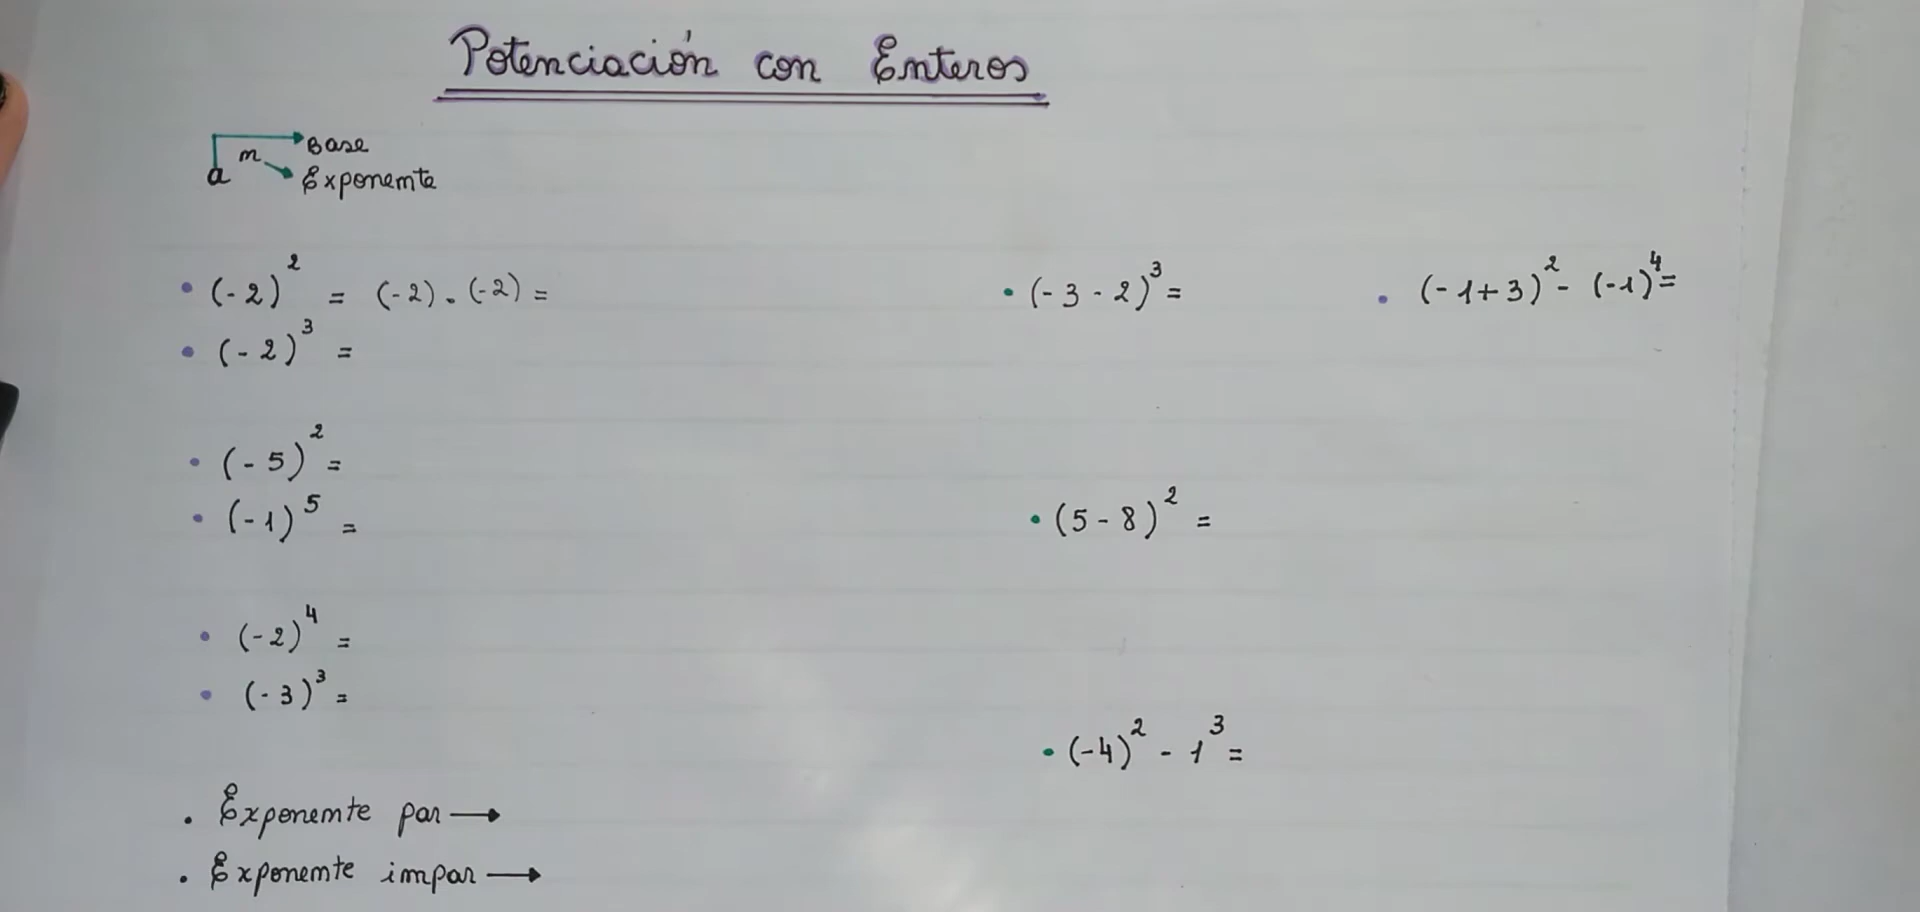 Potenciación con Enteros
Base
a^m Exponente
• (-2)^2 = (-2) . (-2) =
• (-2)^3 =
• (-5)^2 =
• (-1)^5 =
• (-2)^4 =
• (-3)^3 =
. Exponente par →
. Exponente impar →
• (-3-2)^3 =
• (5-8)^2 =
• (-4)^2 - 1^3 =
. (-1+3)^2 - (-1)^4 =